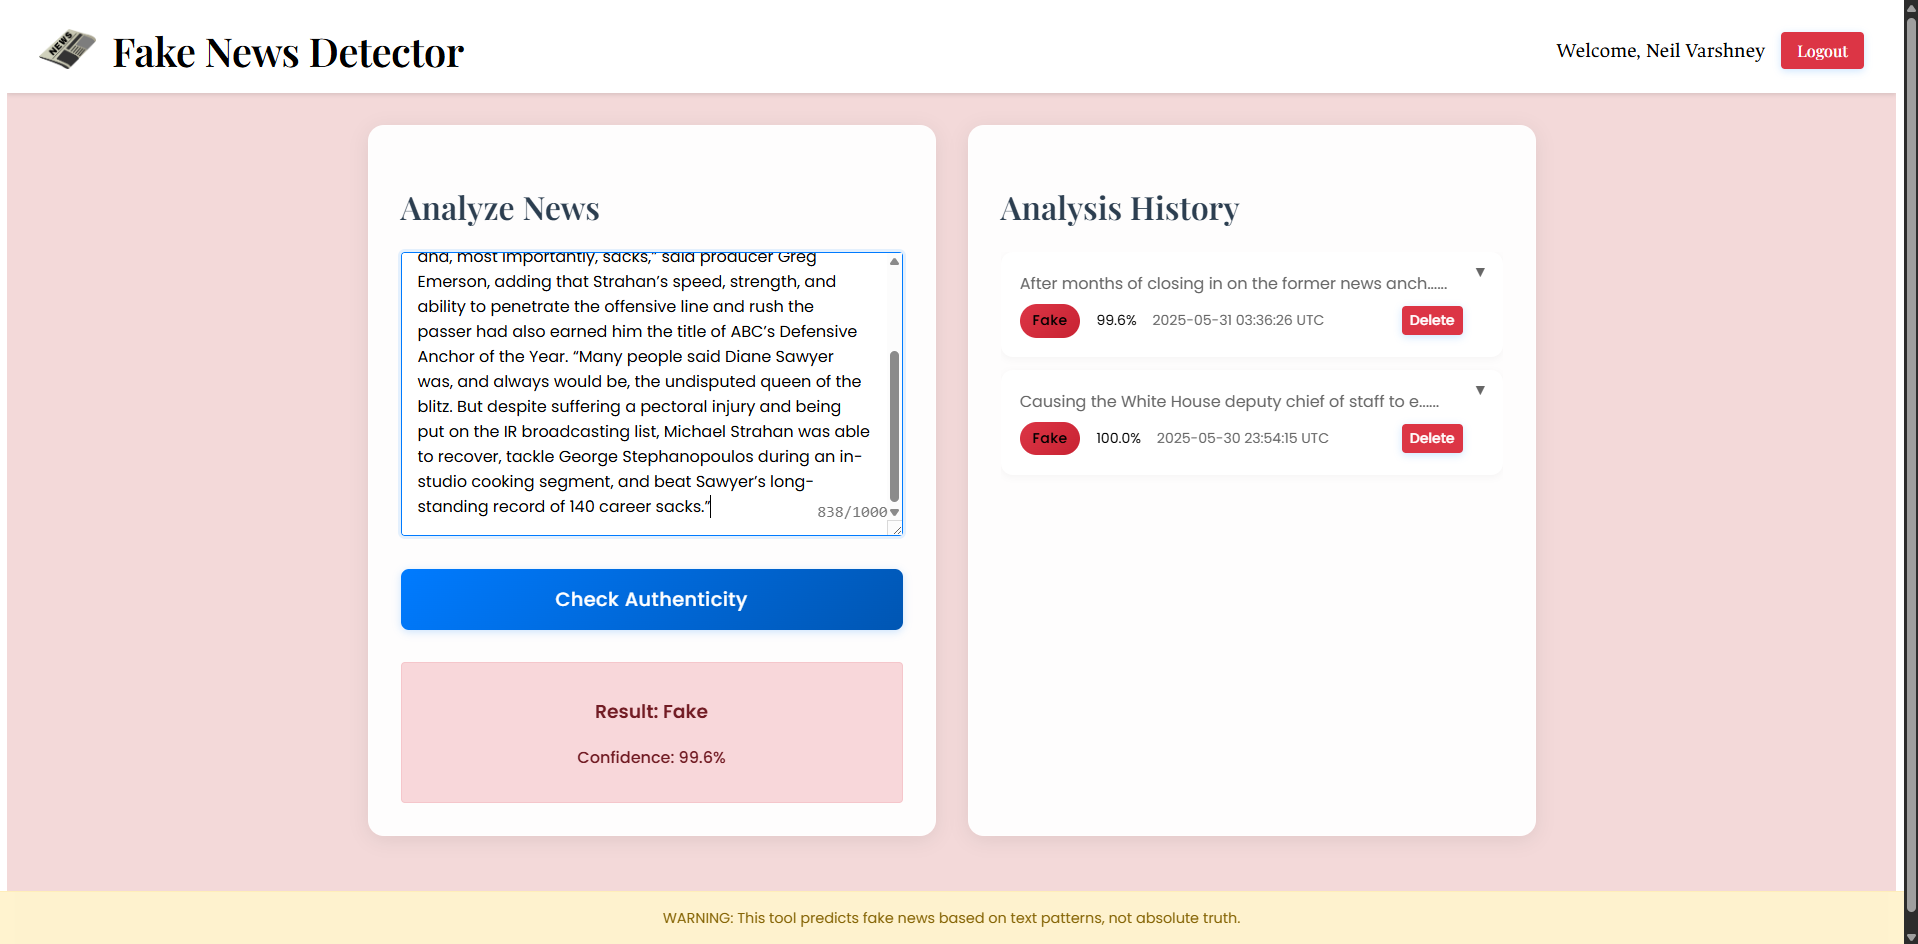 NEWS
Fake News Detector
Welcome, Neil Varshney
Logout
Analyze News
and, most importantly, sacks,” said producer Greg
Emerson, adding that Strahan’s speed, strength, and
ability to penetrate the offensive line and rush the
passer had also earned him the title of ABC’s Defensive
Anchor of the Year. “Many people said Diane Sawyer
was, and always would be, the undisputed queen of the
blitz. But despite suffering a pectoral injury and being
put on the IR broadcasting list, Michael Strahan was able
to recover, tackle George Stephanopoulos during an in-
studio cooking segment, and beat Sawyer’s long-
standing record of 140 career sacks.”
838/1000
Check Authenticity
Result: Fake
Confidence: 99.6%
Analysis History
After months of closing in on the former news anch......
Fake 99.6% 2025-05-31 03:36:26 UTC Delete
Causing the White House deputy chief of staff to e......
Fake 100.0% 2025-05-30 23:54:15 UTC Delete
WARNING: This tool predicts fake news based on text patterns, not absolute truth.